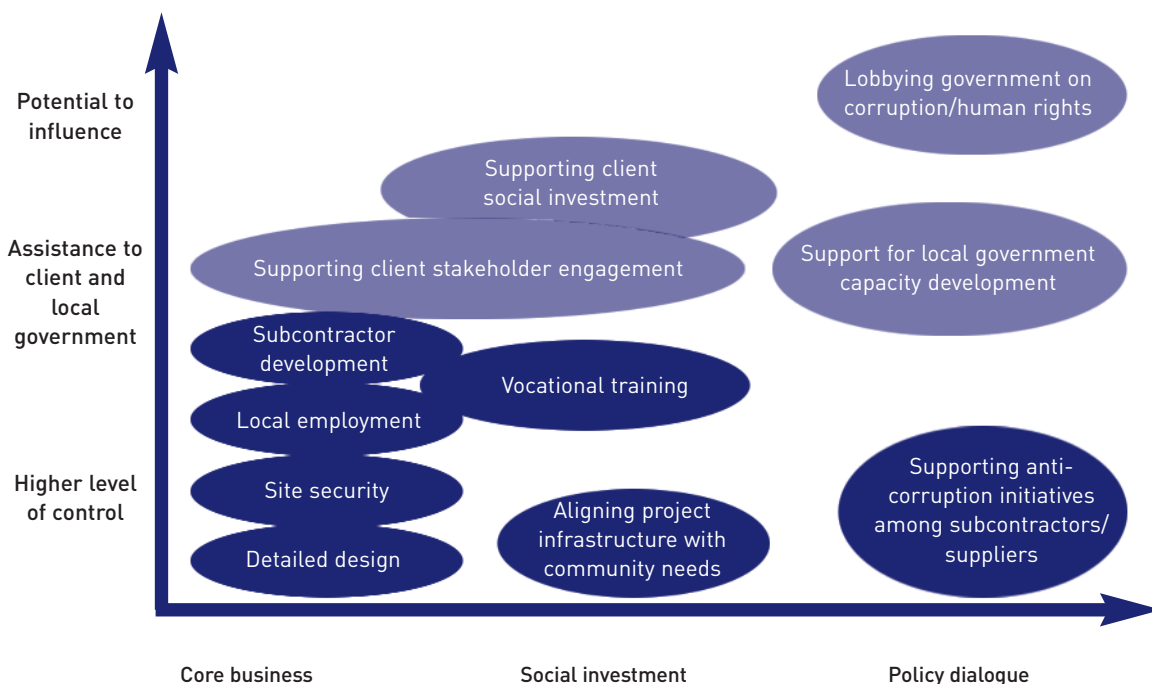 Potential to
influence
Lobbying government on
corruption/human rights
Supporting client
social investment
Assistance to
client and
local
government
Supporting client stakeholder engagement
Support for local government
capacity development
Subcontractor
development
Vocational training
Local employment
Higher level
of control
Site security
Detailed design
Aligning project
infrastructure with
community needs
Supporting anti-
corruption initiatives
among subcontractors/
suppliers
Core business
Social investment
Policy dialogue